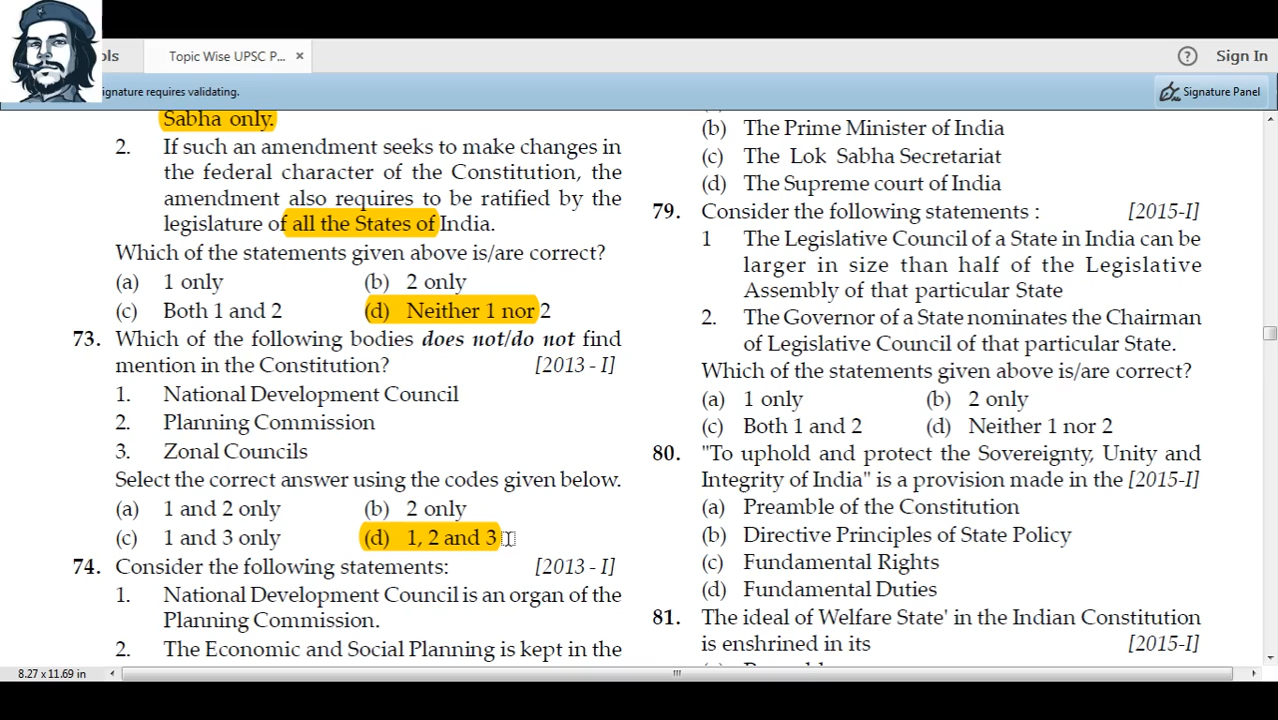 ols
Topic Wise UPSC P... ×
? Sign In
ignature requires validating.
Signature Panel
Sabha only.
2. If such an amendment seeks to make changes in
the federal character of the Constitution, the
amendment also requires to be ratified by the
legislature of all the States of India.
Which of the statements given above is/are correct?
(a) 1 only (b) 2 only
(c) Both 1 and 2 (d) Neither 1 nor 2
73. Which of the following bodies does not/do not find
mention in the Constitution? [2013 - I]
1. National Development Council
2. Planning Commission
3. Zonal Councils
Select the correct answer using the codes given below.
(a) 1 and 2 only (b) 2 only
(c) 1 and 3 only (d) 1, 2 and 3
74. Consider the following statements: [2013 - I]
1. National Development Council is an organ of the
Planning Commission.
2. The Economic and Social Planning is kept in the
(b) The Prime Minister of India
(c) The Lok Sabha Secretariat
(d) The Supreme court of India
79. Consider the following statements : [2015-I]
1 The Legislative Council of a State in India can be
larger in size than half of the Legislative
Assembly of that particular State
2. The Governor of a State nominates the Chairman
of Legislative Council of that particular State.
Which of the statements given above is/are correct?
(a) 1 only (b) 2 only
(c) Both 1 and 2 (d) Neither 1 nor 2
80. "To uphold and protect the Sovereignty, Unity and
Integrity of India" is a provision made in the [2015-I]
(a) Preamble of the Constitution
(b) Directive Principles of State Policy
(c) Fundamental Rights
(d) Fundamental Duties
81. The ideal of Welfare State' in the Indian Constitution
is enshrined in its [2015-I]
8.27 x 11.69 in